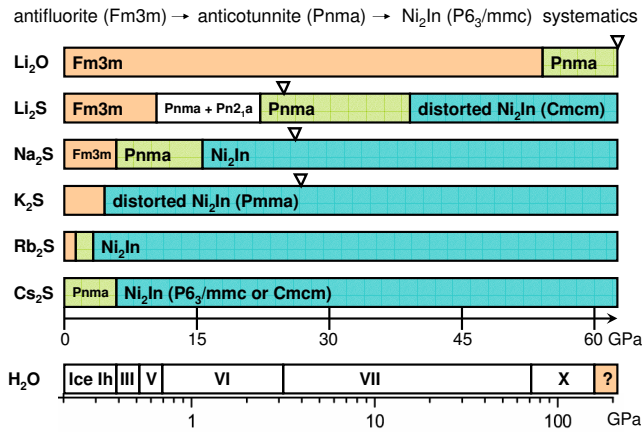 antifluorite (Fm3m) → anticotunnite (Pnma) → Ni₂In (P6₃/mmc) systematics
Li₂O Fm3m Pnma
Li₂S Fm3m Pnma + Pn2₁a Pnma distorted Ni₂In (Cmcm)
Na₂S Fm3m Pnma Ni₂In
K₂S distorted Ni₂In (Pmma)
Rb₂S Ni₂In
Cs₂S Pnma Ni₂In (P6₃/mmc or Cmcm)
0 15 30 45 60 GPa
H₂O Ice Ih III V VI VII X ?
1 10 100 GPa